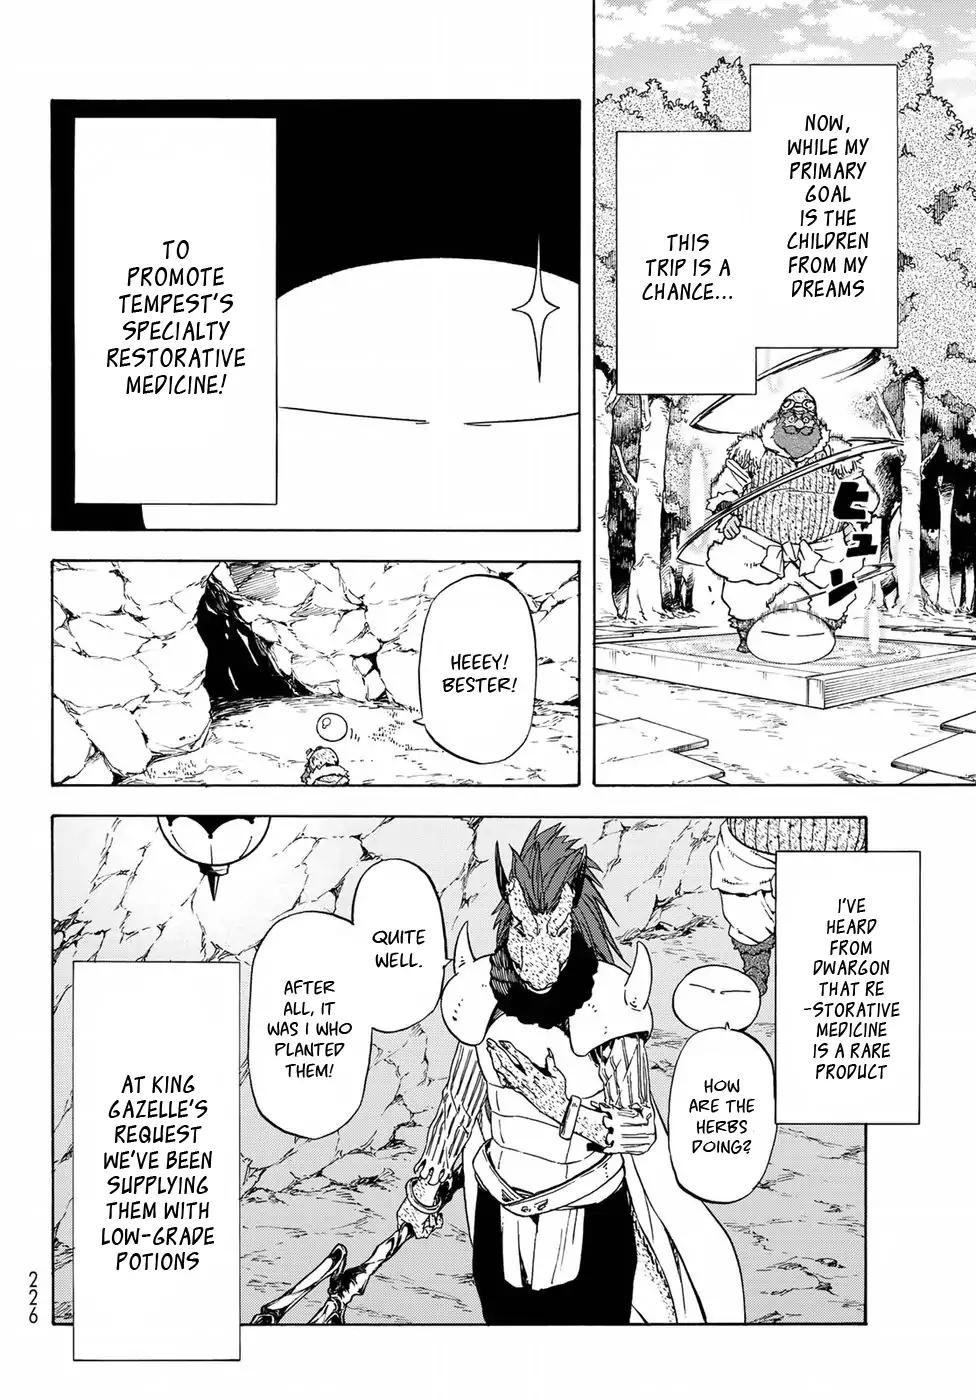 NOW,
WHILE MY
PRIMARY
GOAL
IS THE
CHILDREN
FROM MY
DREAMS
THIS
TRIP IS A
CHANCE...
ヒュン
TO
PROMOTE
TEMPEST'S
SPECIALTY
RESTORATIVE
MEDICINE!
HEEEY!
BESTER!
I'VE
HEARD
FROM
DWARGON
THAT RE
-STORATIVE
MEDICINE
IS A RARE
PRODUCT
HOW
ARE THE
HERBS
DOING?
QUITE
WELL.
AFTER
ALL, IT
WAS I WHO
PLANTED
THEM!
AT KING
GAZELLE'S
REQUEST
WE'VE BEEN
SUPPLYING
THEM WITH
LOW-GRADE
POTIONS
226